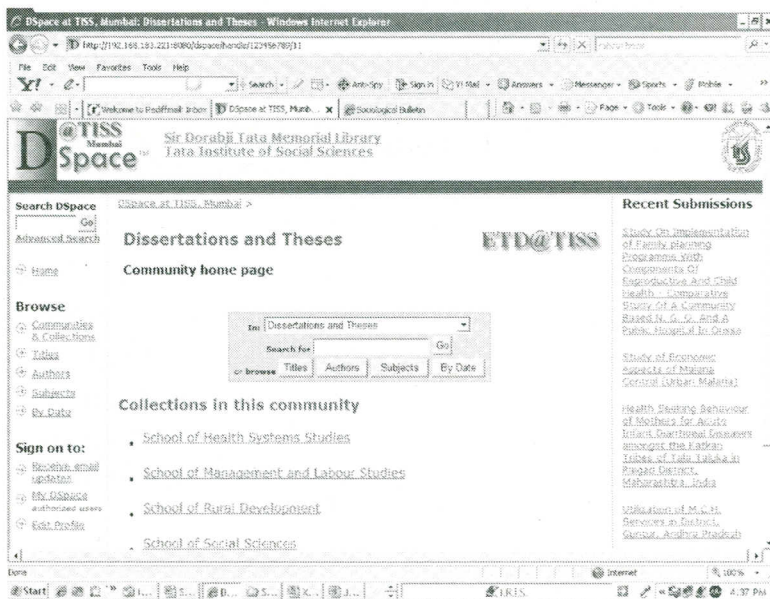 DSpace at TISS, Mumbai: Dissertations and Theses - Windows Internet Explorer
http://192.168.183.221:8080/dspace/handle/123456789/11
File Edit View Favorites Tools Help
Y! Search Anti-Spy Sign in Y! Mail Answers Messenger Sports Mobile
Welcome to Rediffmail: Inbox DSpace at TISS, Mumb... Sociological Bulletin Page Tools
@TISS
Mumbai
DSpace
Sir Dorabji Tata Memorial Library
Tata Institute of Social Sciences
Search DSpace
Go
Advanced Search
Home
Browse
Communities
& Collections
Titles
Authors
Subjects
By Date
Sign on to:
Receive email
updates
My DSpace
authorized users
Edit Profile
DSpace at TISS, Mumbai >
Dissertations and Theses
ETD@TISS
Community home page
In: Dissertations and Theses
Search for Go
or browse Titles Authors Subjects By Date
Collections in this community
School of Health Systems Studies
School of Management and Labour Studies
School of Rural Development
School of Social Sciences
Recent Submissions
Study On Implementation
of Family planning
Programme With
Components Of
Reproductive And Child
Health - Comparative
Study Of A Community
Based N. G. O. And A
Public Hospital In Orissa
Study of Economic
Aspects of Malaria
Control (Urban Malaria)
Health Seeking Behaviour
of Mothers for Acute
Infant Diarrhoeal Diseases
amongst the Katkari
Tribes of Tala Taluka in
Raigad District,
Maharashtra, India
Utilisation of M.C.H.
Services in District,
Guntur, Andhra Pradesh
Done Internet 100%
Start I... S... D... S... X... J... I.R.I.S. 4:37 PM